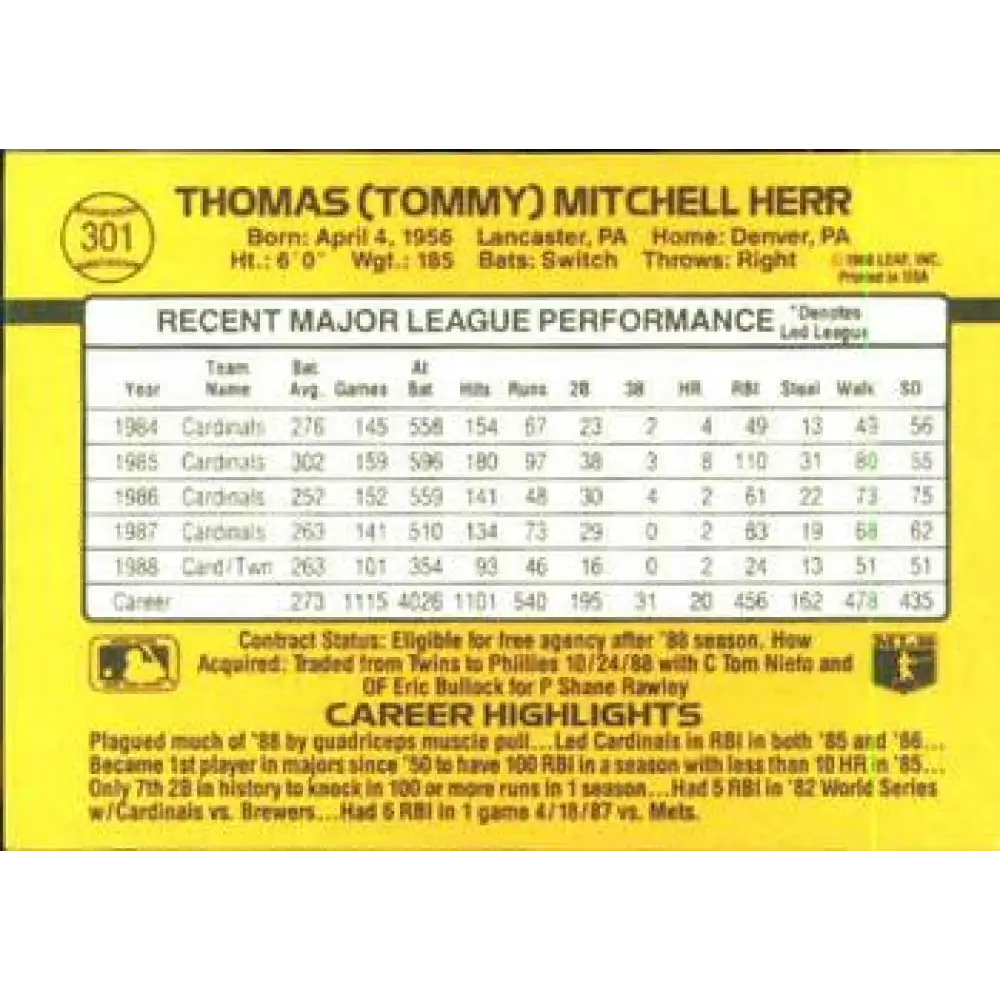 301
THOMAS (TOMMY) MITCHELL HERR
Born: April 4, 1956 Lancaster, PA Home: Denver, PA
Ht.: 6'0" Wgt.: 185 Bats: Switch Throws: Right
© 1988 LEAF, INC.
Printed in USA
RECENT MAJOR LEAGUE PERFORMANCE
*Denotes
Led League
Year Team Name Bat. Avg. Games At Bat Hits Runs 2B 3B HR RBI Steal Walk SO
1984 Cardinals 276 145 558 154 67 23 2 4 49 13 49 56
1985 Cardinals 302 159 596 180 97 38 3 8 110 31 80 55
1986 Cardinals 252 152 559 141 48 30 4 2 61 22 73 75
1987 Cardinals 263 141 510 134 73 29 0 2 83 19 68 62
1988 Card/Twn 263 101 354 93 46 16 0 2 24 13 51 51
Career 273 1115 4026 1101 540 195 31 20 456 162 478 435
Contract Status: Eligible for free agency after '88 season. How
Acquired: Traded from Twins to Phillies 10/24/88 with C Tom Nieto and
OF Eric Bullock for P Shane Rawley
CAREER HIGHLIGHTS
Plagued much of '88 by quadriceps muscle pull...Led Cardinals in RBI in both '85 and '86...
Became 1st player in majors since '50 to have 100 RBI in a season with less than 10 HR in '85...
Only 7th 2B in history to knock in 100 or more runs in 1 season...Had 5 RBI in '82 World Series
w/Cardinals vs. Brewers...Had 6 RBI in 1 game 4/18/87 vs. Mets.